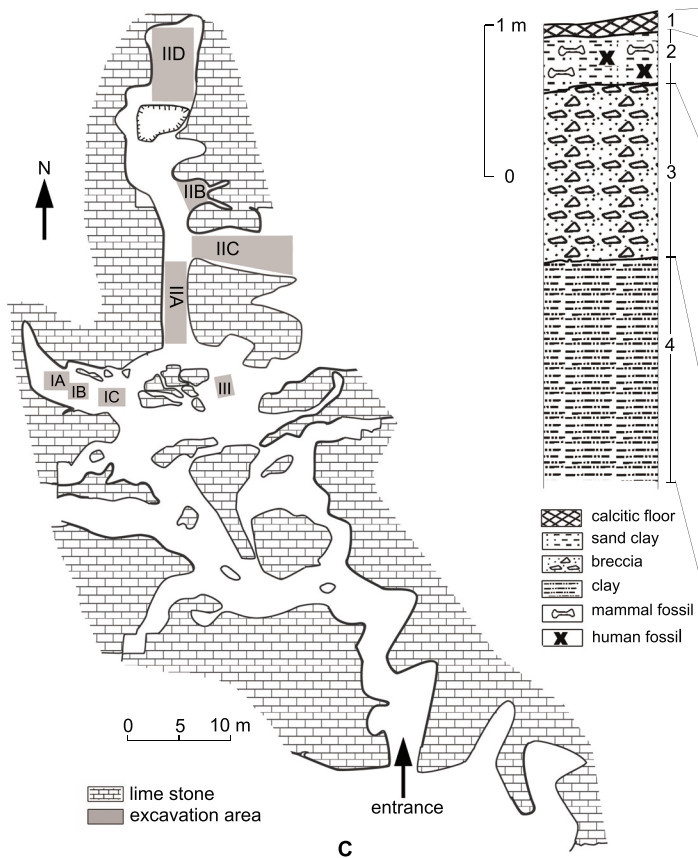 IID
N
IIB
IIC
IIA
IA
IB
IC
III
0 5 10 m
lime stone
excavation area
entrance
C
1 m
0
1
2
3
4
calcitic floor
sand clay
breccia
clay
mammal fossil
human fossil